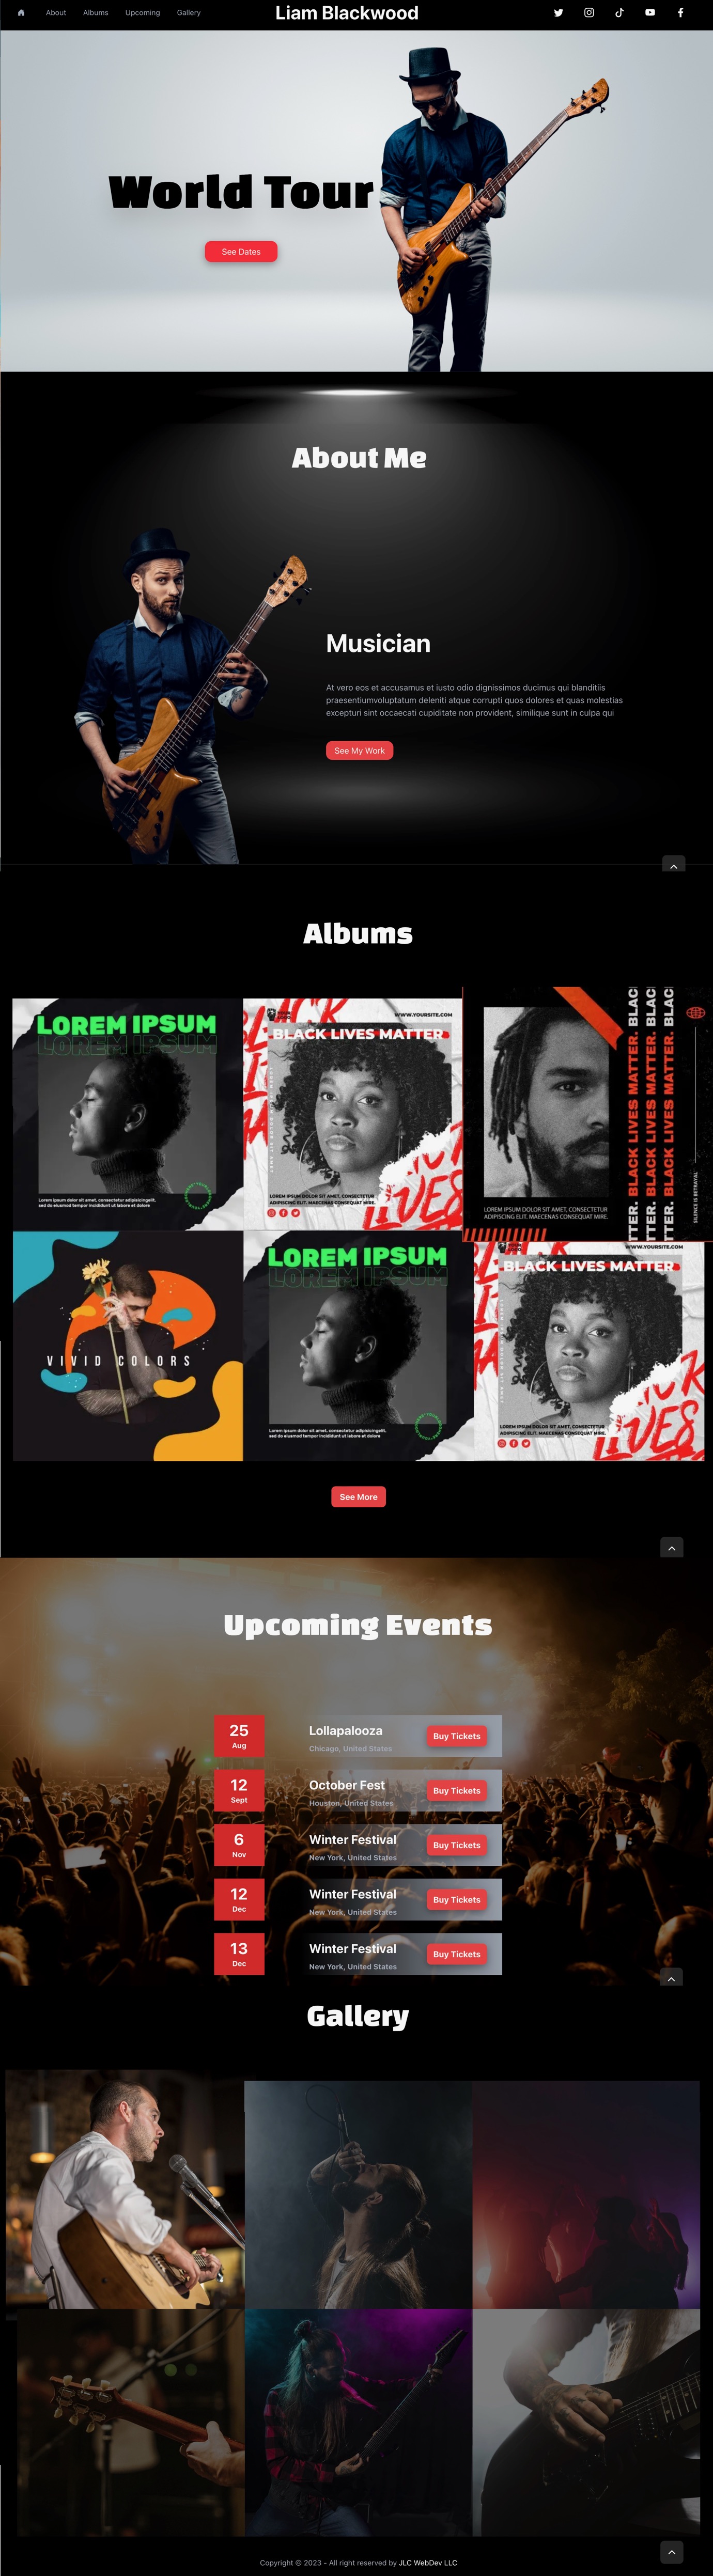 About Albums Upcoming Gallery
Liam Blackwood
World Tour
See Dates
About Me
Musician
At vero eos et accusamus et iusto odio dignissimos ducimus qui blanditiis
praesentiumvoluptatum deleniti atque corrupti quos dolores et quas molestias
excepturi sint occaecati cupiditate non provident, similique sunt in culpa qui
See My Work
Albums
LOREM IPSUM
LOREM IPSUM
Lorem ipsum dolor sit amet, consectetur adipisicingelit,
sed do eiusmod tempor incididunt ut labore et dolore
WWW.YOURSITE.COM
BLACK LIVES MATTER
LOREM IPSUM DOLOR SIT AMET, CONSECTETUR
ADIPISCING ELIT. MAECENAS CONSEQUAT MIRE.
LIVES
TTER. BLACK LIVES MATTER. BLAC
TTER. BLACK LIVES MATTER. BLAC
TTER. BLACK LIVES MATTER. BLAC
SILENCE IS BETRAYAL
LOREM IPSUM DOLOR SIT AMET, CONSECTETUR
ADIPISCING ELIT. MAECENAS CONSEQUAT MIRE.
VIVID COLORS
LOREM IPSUM
LOREM IPSUM
Lorem ipsum dolor sit amet, consectetur adipisicingelit,
sed do eiusmod tempor incididunt ut labore et dolore
WWW.YOURSITE.COM
BLACK LIVES MATTER
LOREM IPSUM DOLOR SIT AMET, CONSECTETUR
ADIPISCING ELIT. MAECENAS CONSEQUAT MIRE.
LIVES
See More
Upcoming Events
25
Aug
Lollapalooza
Chicago, United States
Buy Tickets
12
Sept
October Fest
Houston, United States
Buy Tickets
6
Nov
Winter Festival
New York, United States
Buy Tickets
12
Dec
Winter Festival
New York, United States
Buy Tickets
13
Dec
Winter Festival
New York, United States
Buy Tickets
Gallery
Copyright © 2023 - All right reserved by JLC WebDev LLC